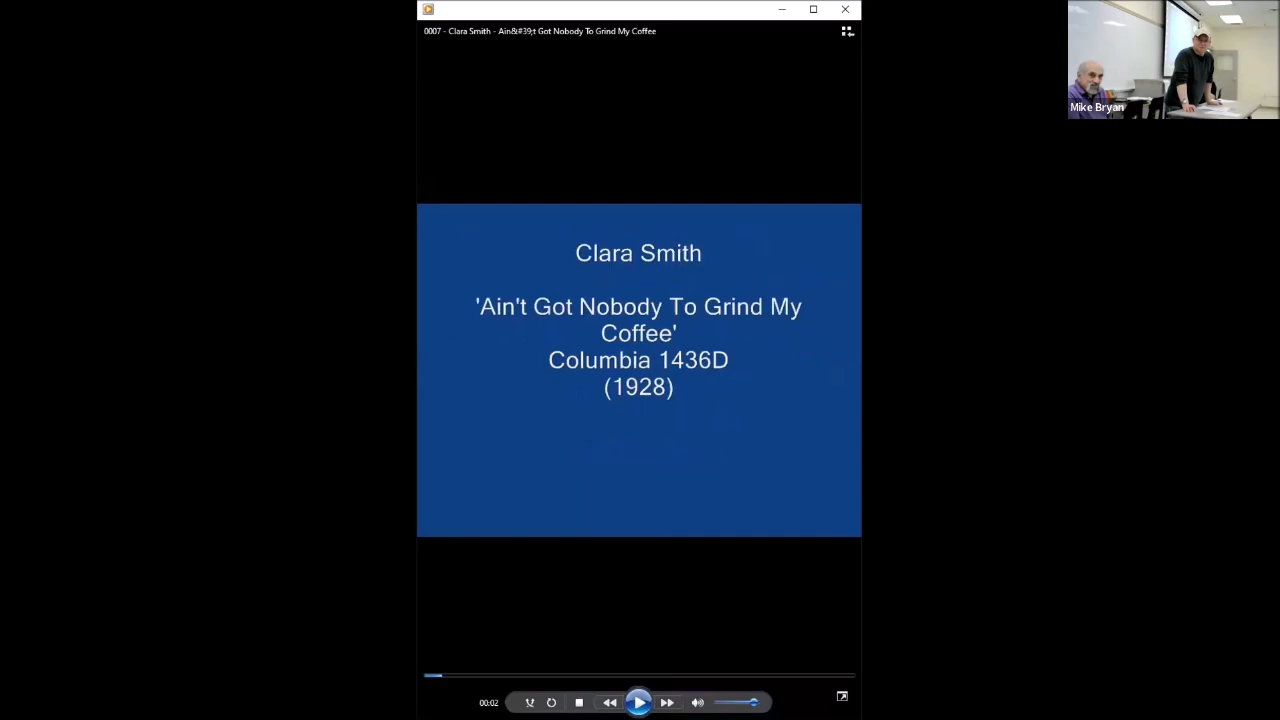 0007 - Clara Smith - Ain&#39;t Got Nobody To Grind My Coffee
Mike Bryan
Clara Smith
'Ain't Got Nobody To Grind My
Coffee'
Columbia 1436D
(1928)
00:02